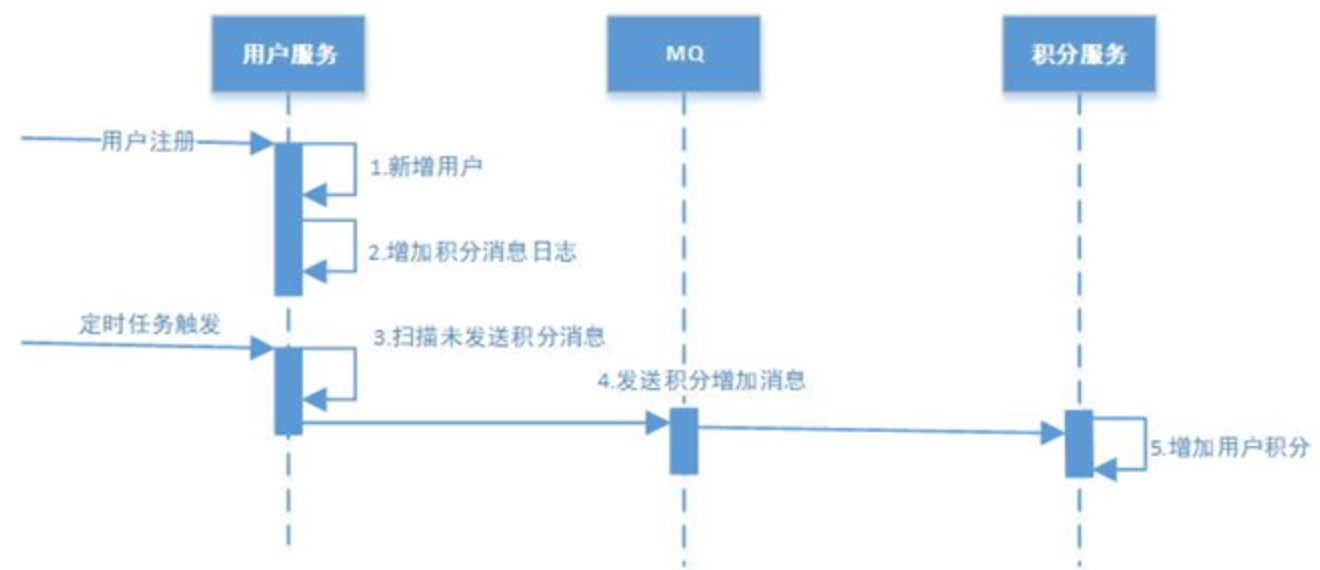 用户服务
MQ
积分服务
用户注册
1.新增用户
2.增加积分消息日志
定时任务触发
3.扫描未发送积分消息
4.发送积分增加消息
5.增加用户积分